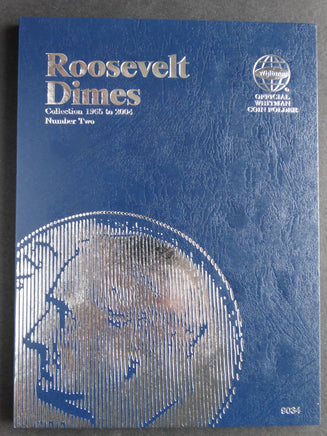 Roosevelt
Dimes
Collection 1965 to 2004
Number Two
Whitman
®
OFFICIAL
WHITMAN
COIN FOLDER
9034